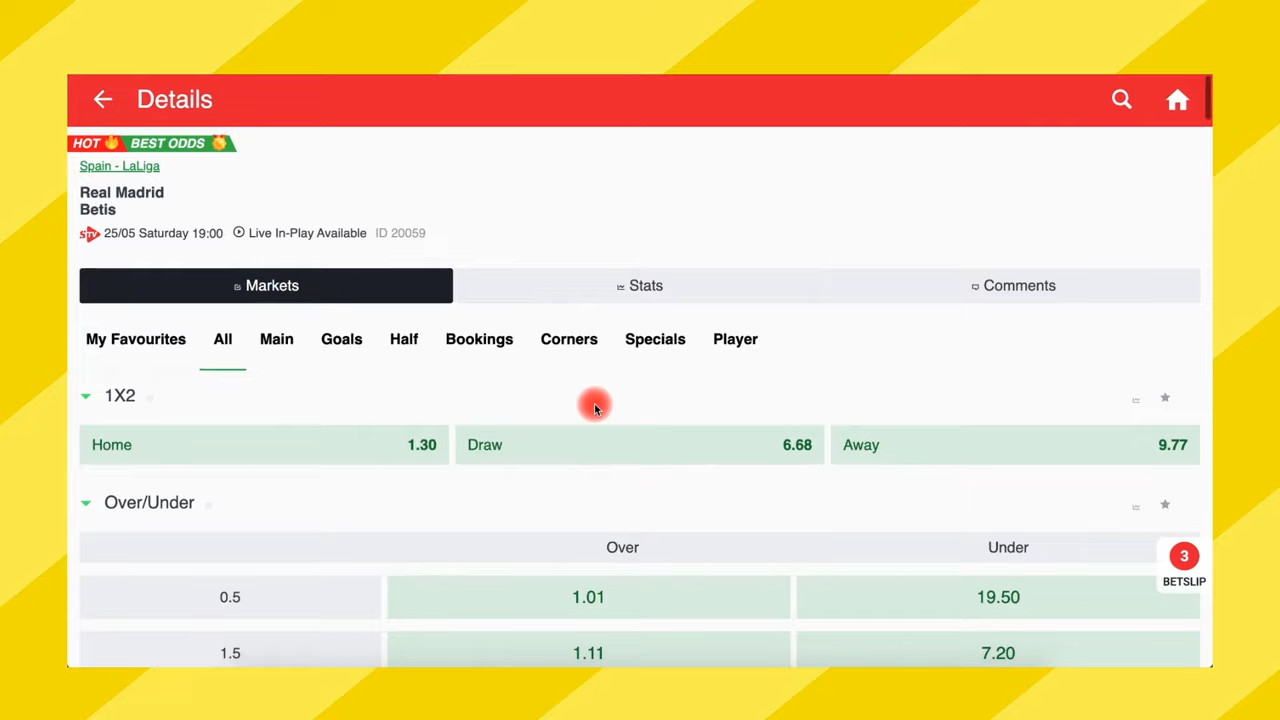 Details
HOT BEST ODDS
Spain - LaLiga
Real Madrid
Betis
sTV 25/05 Saturday 19:00 Live In-Play Available ID 20059
Markets Stats Comments
My Favourites All Main Goals Half Bookings Corners Specials Player
1X2
Home 1.30 Draw 6.68 Away 9.77
Over/Under
Over Under
3
BETSLIP
0.5 1.01 19.50
1.5 1.11 7.20